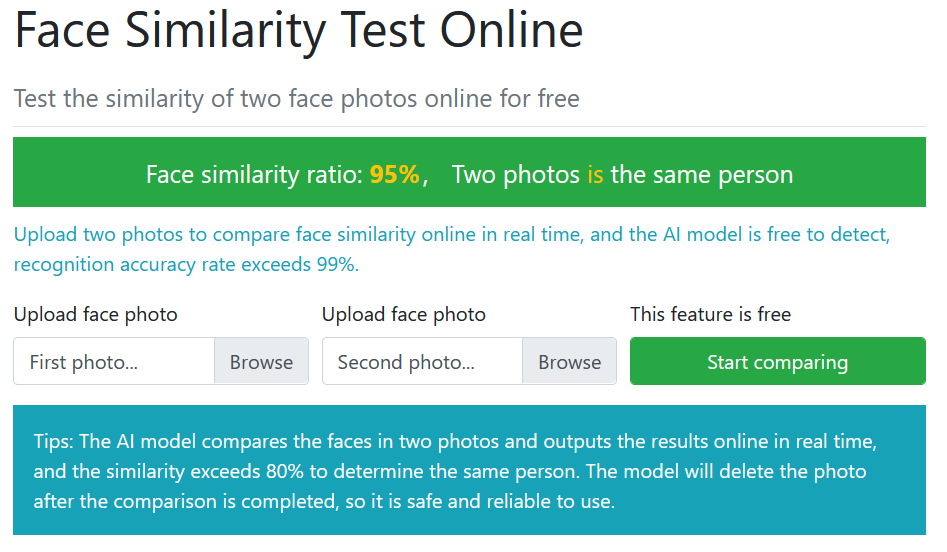 Face Similarity Test Online
Test the similarity of two face photos online for free
Face similarity ratio: 95%, Two photos is the same person
Upload two photos to compare face similarity online in real time, and the AI model is free to detect,
recognition accuracy rate exceeds 99%.
Upload face photo Upload face photo This feature is free
First photo... Browse Second photo... Browse Start comparing
Tips: The AI model compares the faces in two photos and outputs the results online in real time,
and the similarity exceeds 80% to determine the same person. The model will delete the photo
after the comparison is completed, so it is safe and reliable to use.